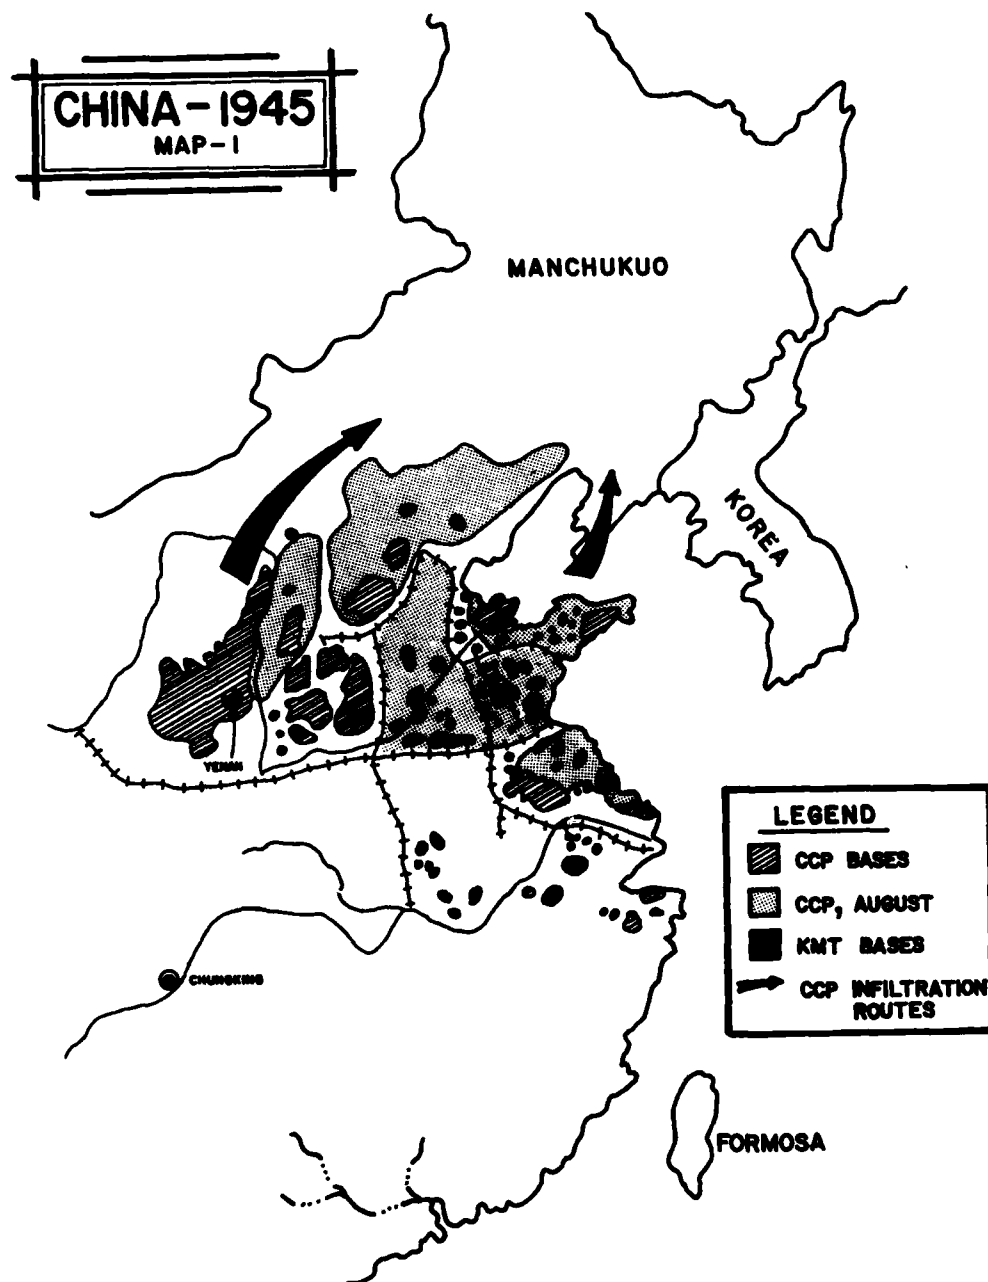 CHINA-1945
MAP-1
MANCHUKUO
KOREA
YENAN
LEGEND
CCP BASES
CCP, AUGUST
KMT BASES
CCP INFILTRATION
ROUTES
CHUNGKING
FORMOSA